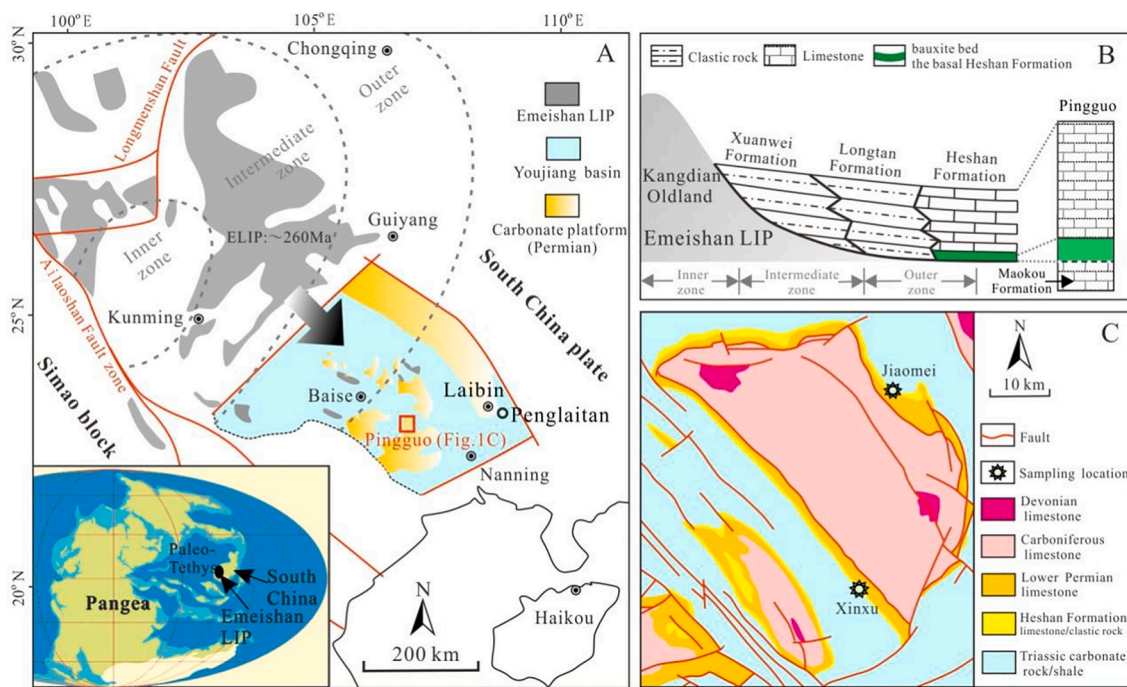 100° E
105° E
110° E
30° N
25° N
20° N
A
Chongqing
Outer
zone
Longmenshan Fault
Intermediate
zone
Inner
zone
ELIP:~260Ma
Guiyang
Kunming
Ailaoshan Fault zone
Simao block
South China plate
Baise
Laibin
Penglaitan
Pingguo (Fig.1C)
Nanning
Haikou
N
200 km
Emeishan LIP
Youjiang basin
Carbonate platform
(Permian)
Paleo-
Tethys
Pangea
South
China
Emeishan
LIP
B
Clastic rock
Limestone
bauxite bed
the basal Heshan Formation
Pingguo
Xuanwei
Formation
Longtan
Formation
Heshan
Formation
Kangdian
Oldland
Emeishan LIP
Inner
zone
Intermediate
zone
Outer
zone
Maokou
Formation
C
Jiaomei
Xinxu
N
10 km
Fault
Sampling location
Devonian
limestone
Carboniferous
limestone
Lower Permian
limestone
Heshan Formation
limestone/clastic rock
Triassic carbonate
rock/shale